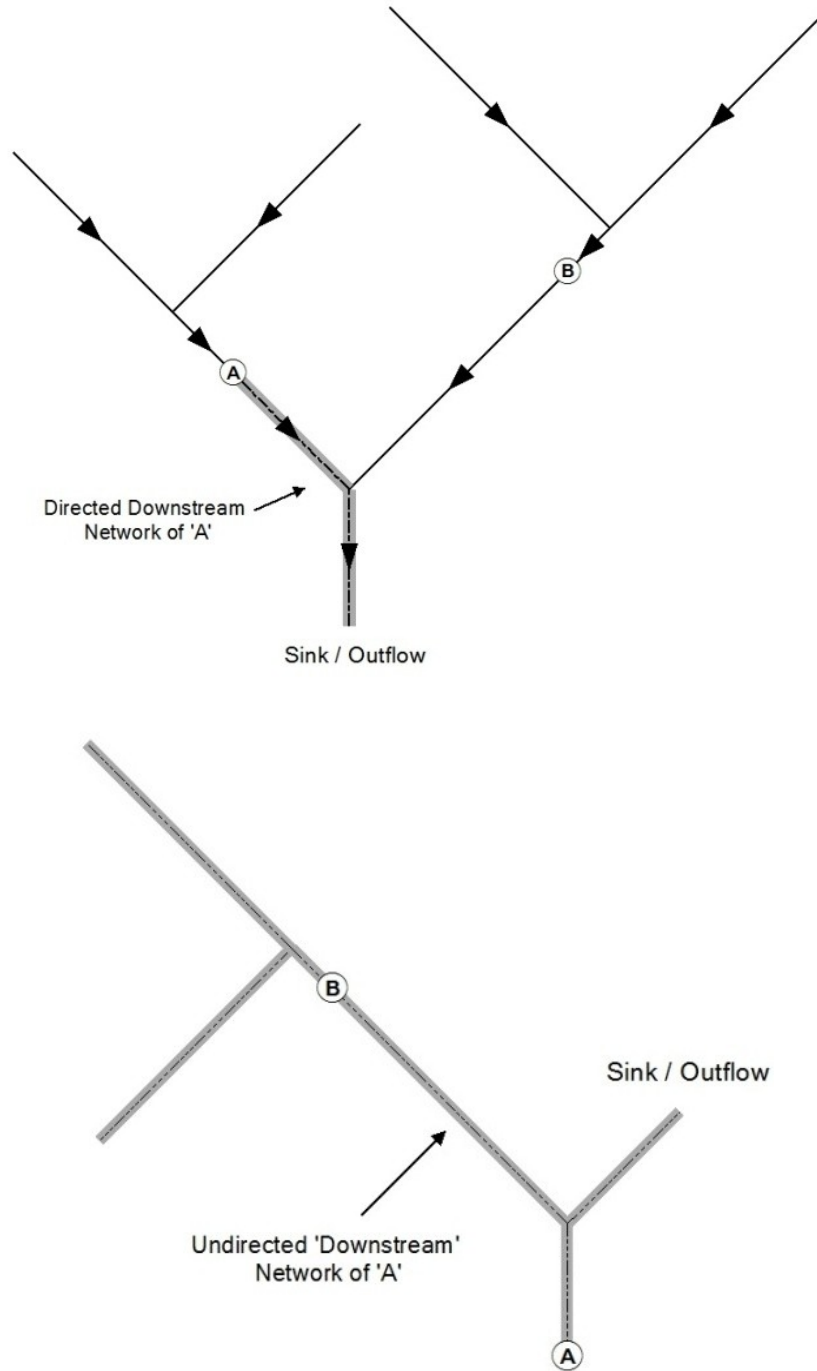 B
A
Directed Downstream
Network of 'A'
Sink / Outflow
B
Sink / Outflow
Undirected 'Downstream'
Network of 'A'
A